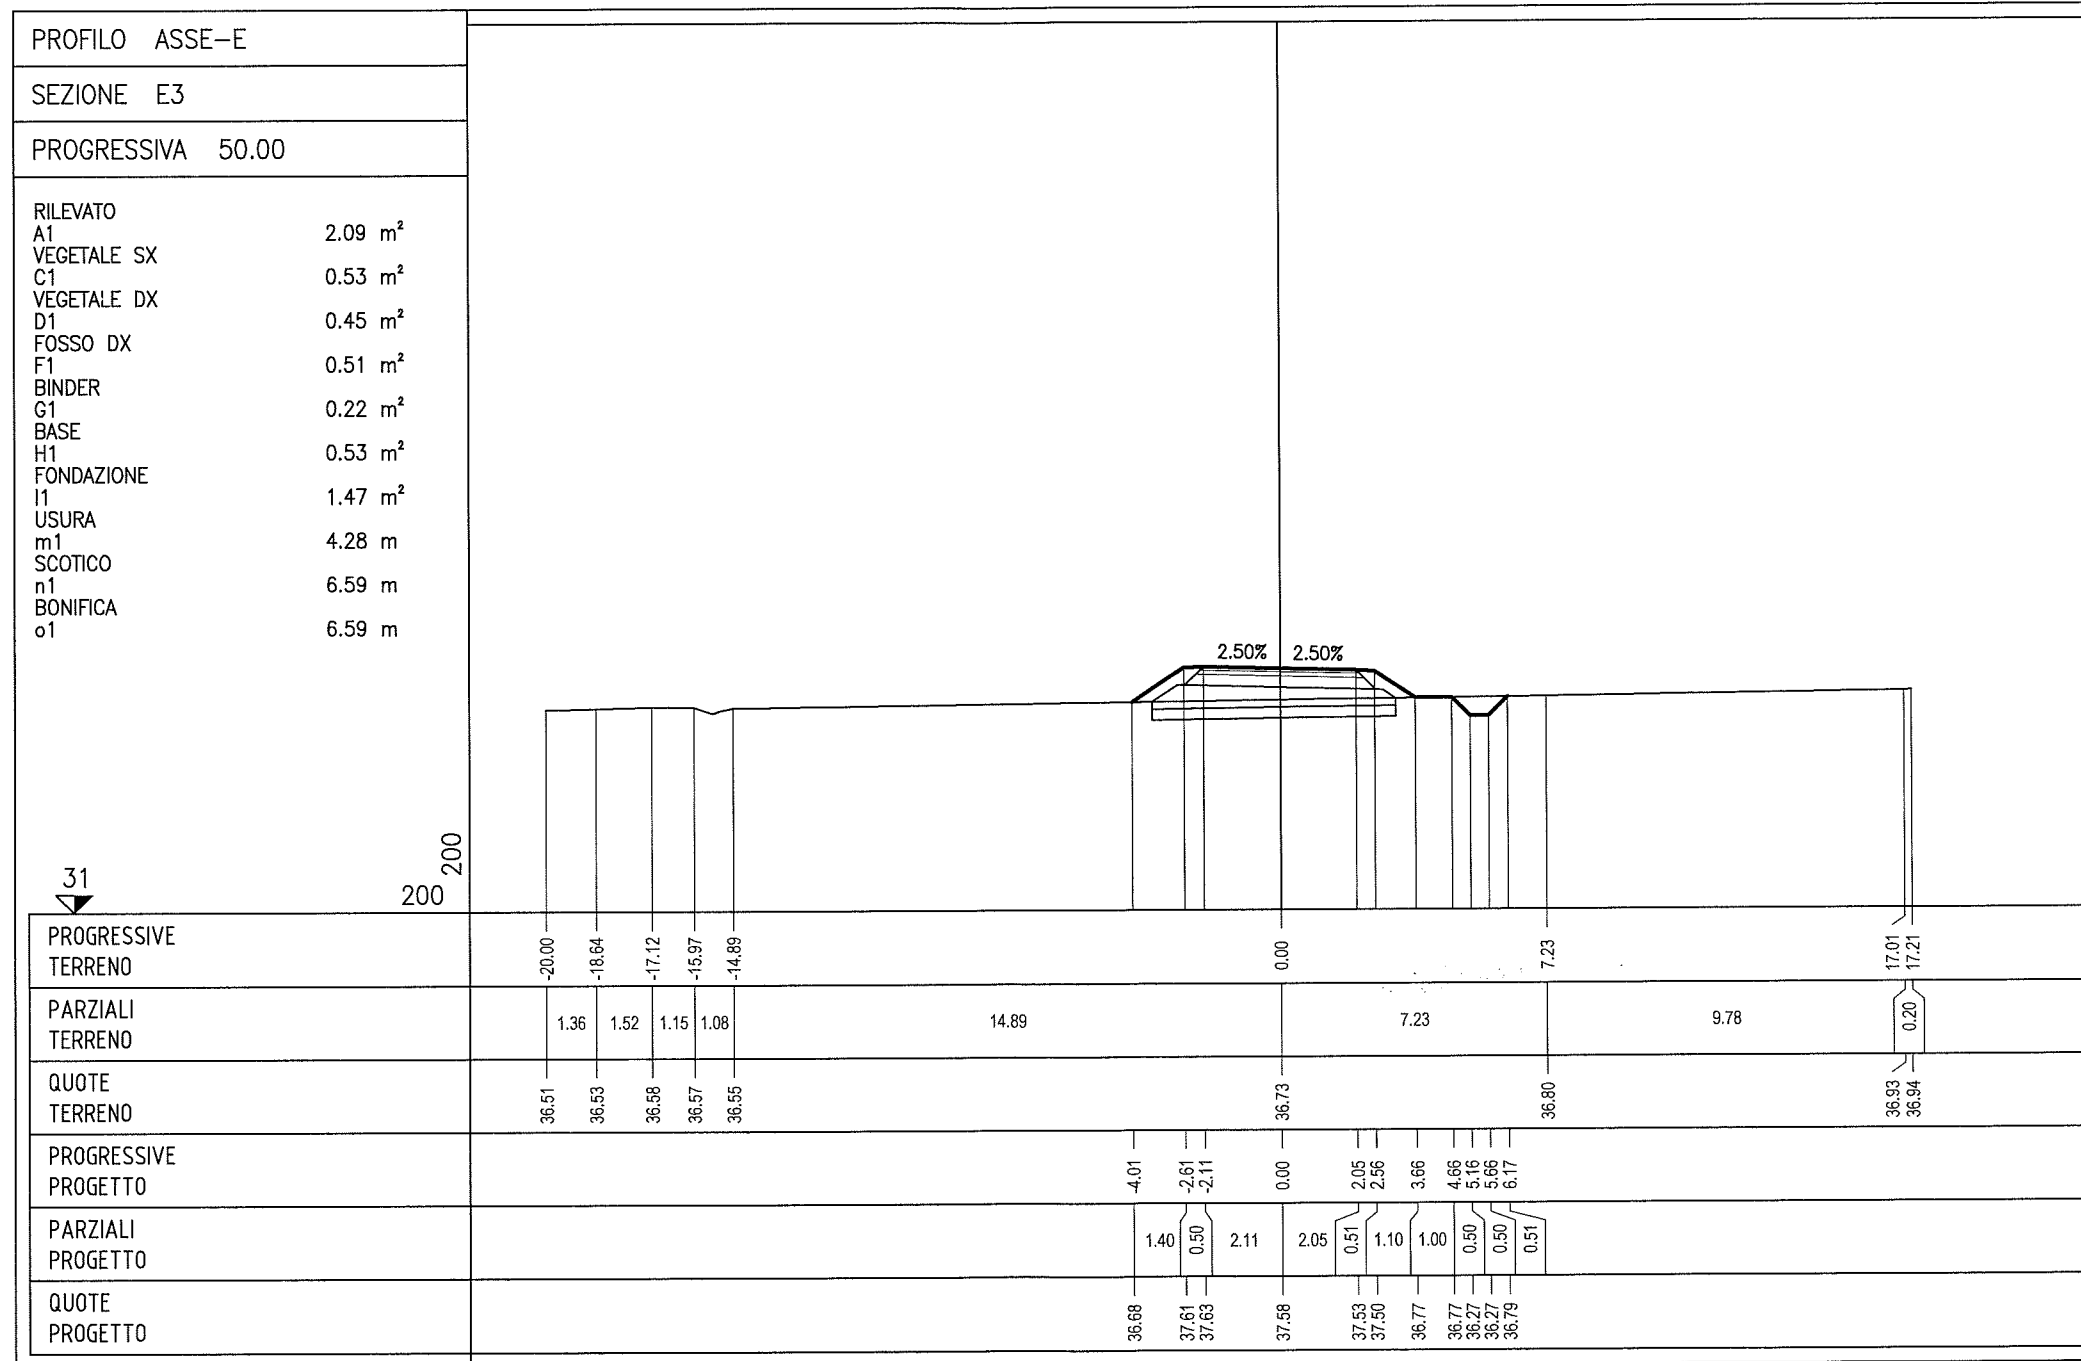 PROFILO ASSE-E
SEZIONE E3
PROGRESSIVA 50.00
RILEVATO
A1 2.09 m²
VEGETALE SX
C1 0.53 m²
VEGETALE DX
D1 0.45 m²
FOSSO DX
F1 0.51 m²
BINDER
G1 0.22 m²
BASE
H1 0.53 m²
FONDAZIONE
I1 1.47 m²
USURA
m1 4.28 m
SCOTICO
n1 6.59 m
BONIFICA
o1 6.59 m
2.50% 2.50%
31
200
200
PROGRESSIVE
TERRENO
-20.00 -18.64 -17.12 -15.97 -14.89 0.00 7.23 17.01 17.21
PARZIALI
TERRENO
1.36 1.52 1.15 1.08 14.89 7.23 9.78 0.20
QUOTE
TERRENO
36.51 36.53 36.58 36.57 36.55 36.73 36.80 36.93 36.94
PROGRESSIVE
PROGETTO
-4.01 -2.61 -2.11 0.00 2.05 2.56 3.66 4.66 5.16 5.66 6.17
PARZIALI
PROGETTO
1.40 0.50 2.11 2.05 0.51 1.10 1.00 0.50 0.50 0.51
QUOTE
PROGETTO
36.68 37.61 37.63 37.58 37.53 37.50 36.77 36.77 36.27 36.27 36.79